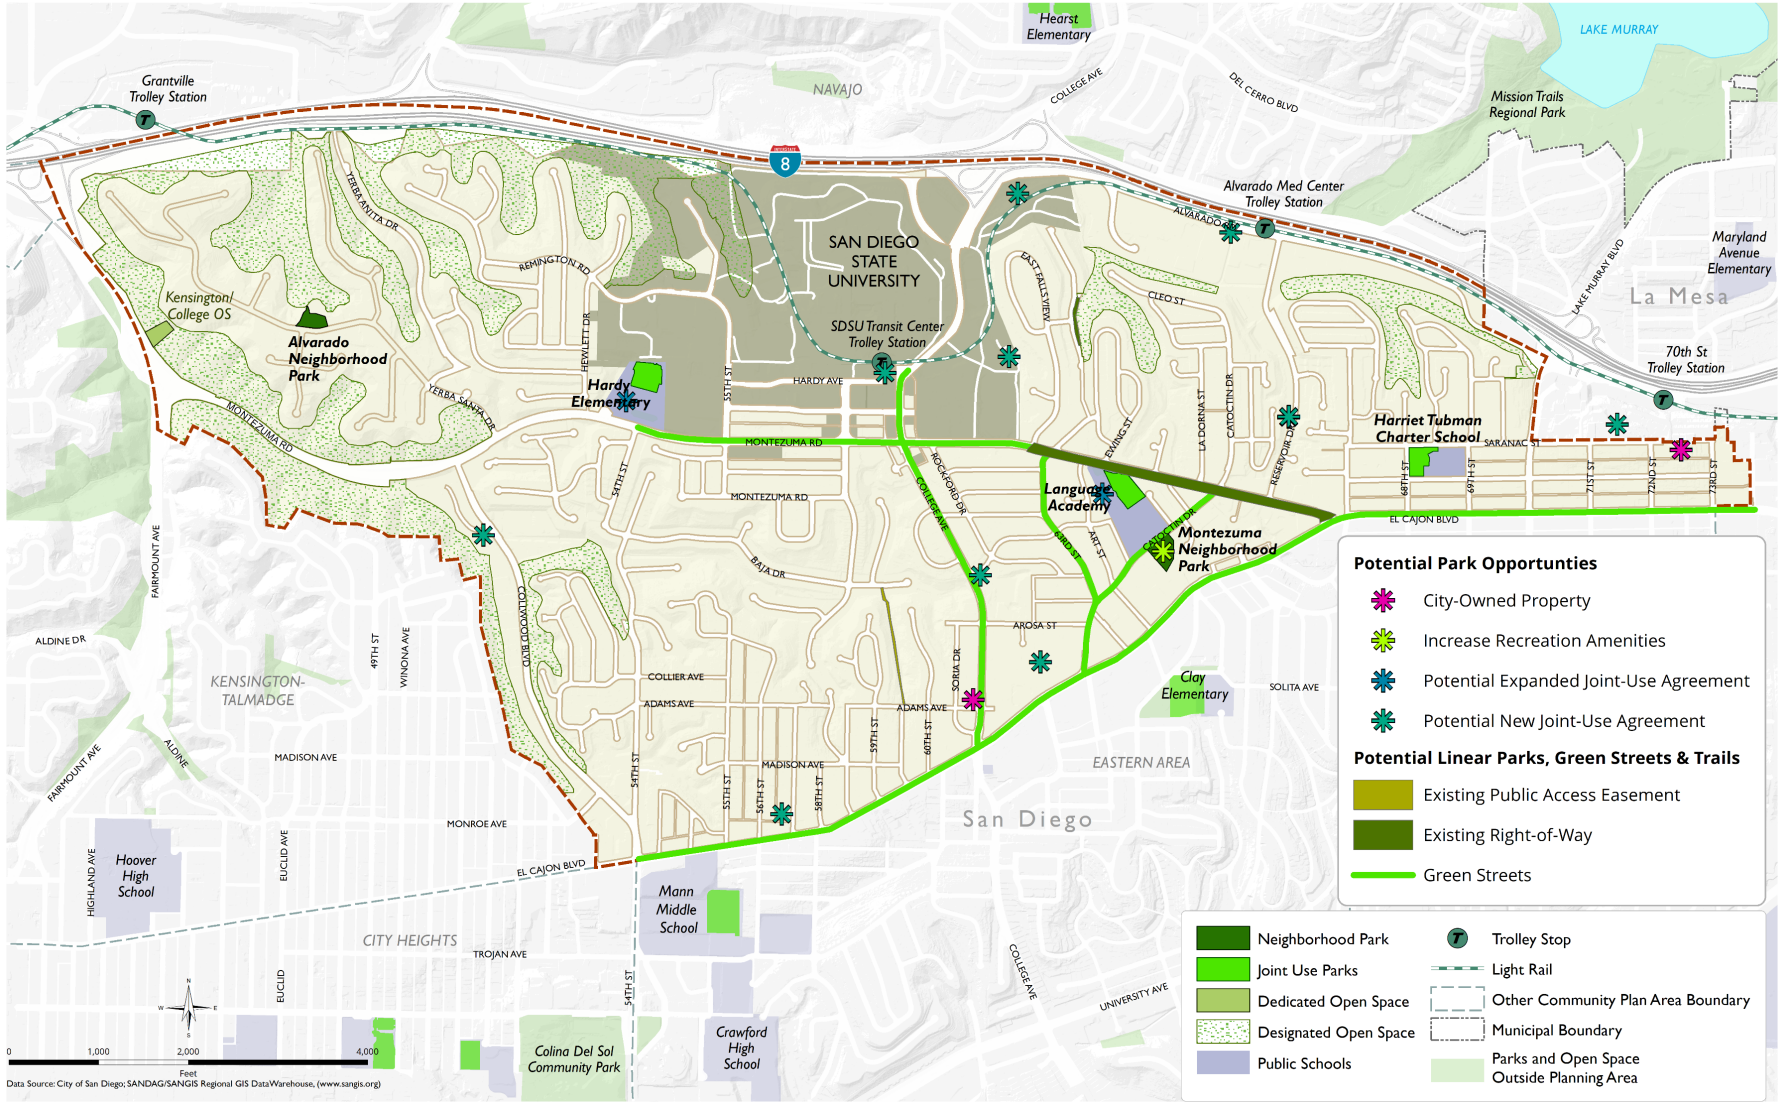 Hearst
Elementary
LAKE MURRAY
Grantville
Trolley Station
NAVAJO
COLLEGE AVE
DEL CERRO BLVD
Mission Trails
Regional Park
T
INTERSTATE
8
YERBA ANITA DR
Alvarado Med Center
Trolley Station
ALVARADO
T
SAN DIEGO
STATE
UNIVERSITY
Maryland
Avenue
Elementary
LAKE MURRAY BLVD
La Mesa
REMINGTON RD
EAST FALLS VIEW
CLEO ST
Kensington/
College OS
Alvarado
Neighborhood
Park
HEWLETT DR
SDSU Transit Center
Trolley Station
T
70th St
Trolley Station
T
Hardy
Elementary
55TH ST
HARDY AVE
YERBA SANTA DR
MONTEZUMA RD
MONTEZUMA RD
EWING ST
LA DORNA ST
CATOCTIN DR
RESERVOIR DR
Harriet Tubman
Charter School
SARANAC ST
68TH ST
69TH ST
71ST ST
72ND ST
73RD ST
54TH ST
MONTEZUMA RD
ROCKFORD DR
COLLEGE AVE
Language
Academy
EL CAJON BLVD
CATOCTIN DR
63RD ST
ART ST
Montezuma
Neighborhood
Park
FAIRMOUNT AVE
BAJA DR
COLLWOOD BLVD
ALDINE DR
49TH ST
WINONA AVE
AROSA ST
KENSINGTON-
TALMADGE
COLLIER AVE
ADAMS AVE
SORIA DR
ADAMS AVE
Clay
Elementary
SOLITA AVE
59TH ST
60TH ST
FAIRMOUNT AVE
ALDINE
MADISON AVE
54TH ST
MADISON AVE
55TH ST
56TH ST
58TH ST
EASTERN AREA
San Diego
MONROE AVE
EL CAJON BLVD
HIGHLAND AVE
Hoover
High
School
EUCLID AVE
Mann
Middle
School
CITY HEIGHTS
TROJAN AVE
EUCLID
54TH ST
COLLEGE AVE
UNIVERSITY AVE
Crawford
High
School
Colina Del Sol
Community Park
N
W
E
S
0
1,000
2,000
4,000
Feet
Data Source: City of San Diego; SANDAG/SANGIS Regional GIS DataWarehouse, (www.sangis.org)
Potential Park Opportunties
City-Owned Property
Increase Recreation Amenities
Potential Expanded Joint-Use Agreement
Potential New Joint-Use Agreement
Potential Linear Parks, Green Streets & Trails
Existing Public Access Easement
Existing Right-of-Way
Green Streets
Neighborhood Park
Joint Use Parks
Dedicated Open Space
Designated Open Space
Public Schools
T
Trolley Stop
Light Rail
Other Community Plan Area Boundary
Municipal Boundary
Parks and Open Space
Outside Planning Area